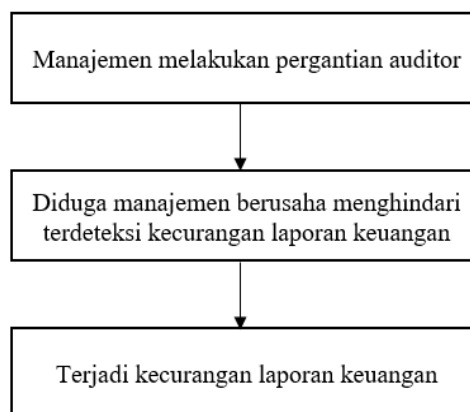 Manajemen melakukan pergantian auditor
Diduga manajemen berusaha menghindari
terdeteksi kecurangan laporan keuangan
Terjadi kecurangan laporan keuangan